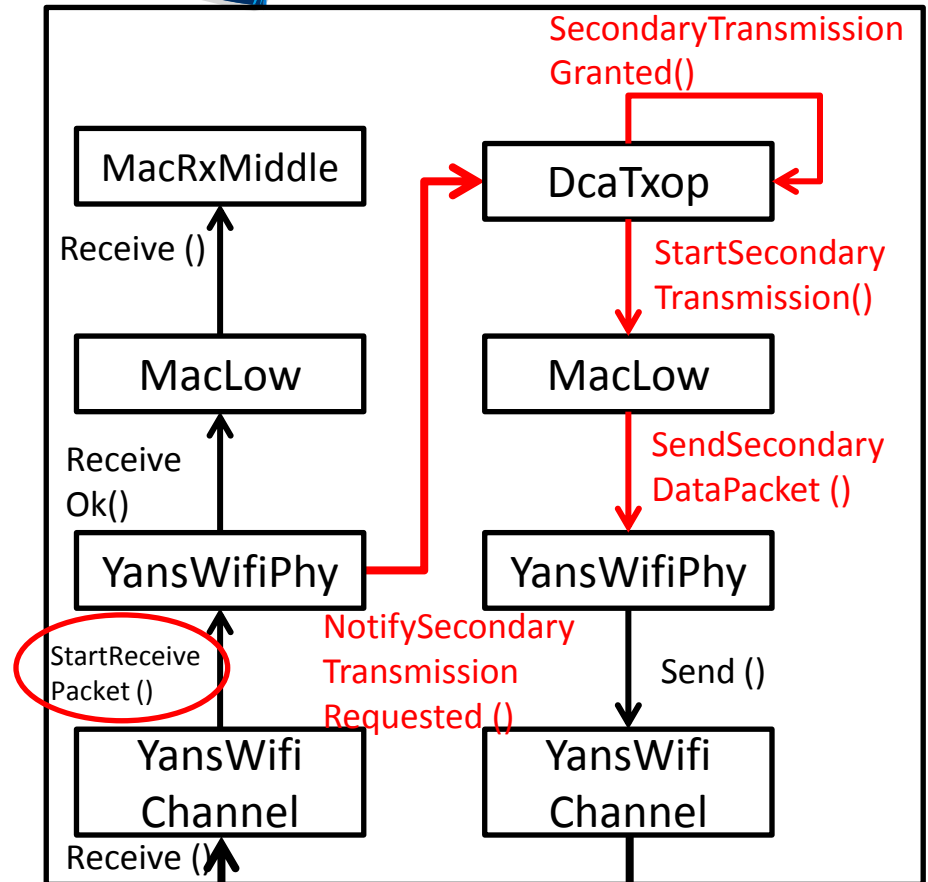 SecondaryTransmission
Granted()
MacRxMiddle
DcaTxop
Receive ()
StartSecondary
Transmission()
MacLow
MacLow
Receive
Ok()
SendSecondary
DataPacket ()
YansWifiPhy
YansWifiPhy
StartReceive
Packet ()
NotifySecondary
Transmission
Requested ()
Send ()
YansWifi
Channel
YansWifi
Channel
Receive ()